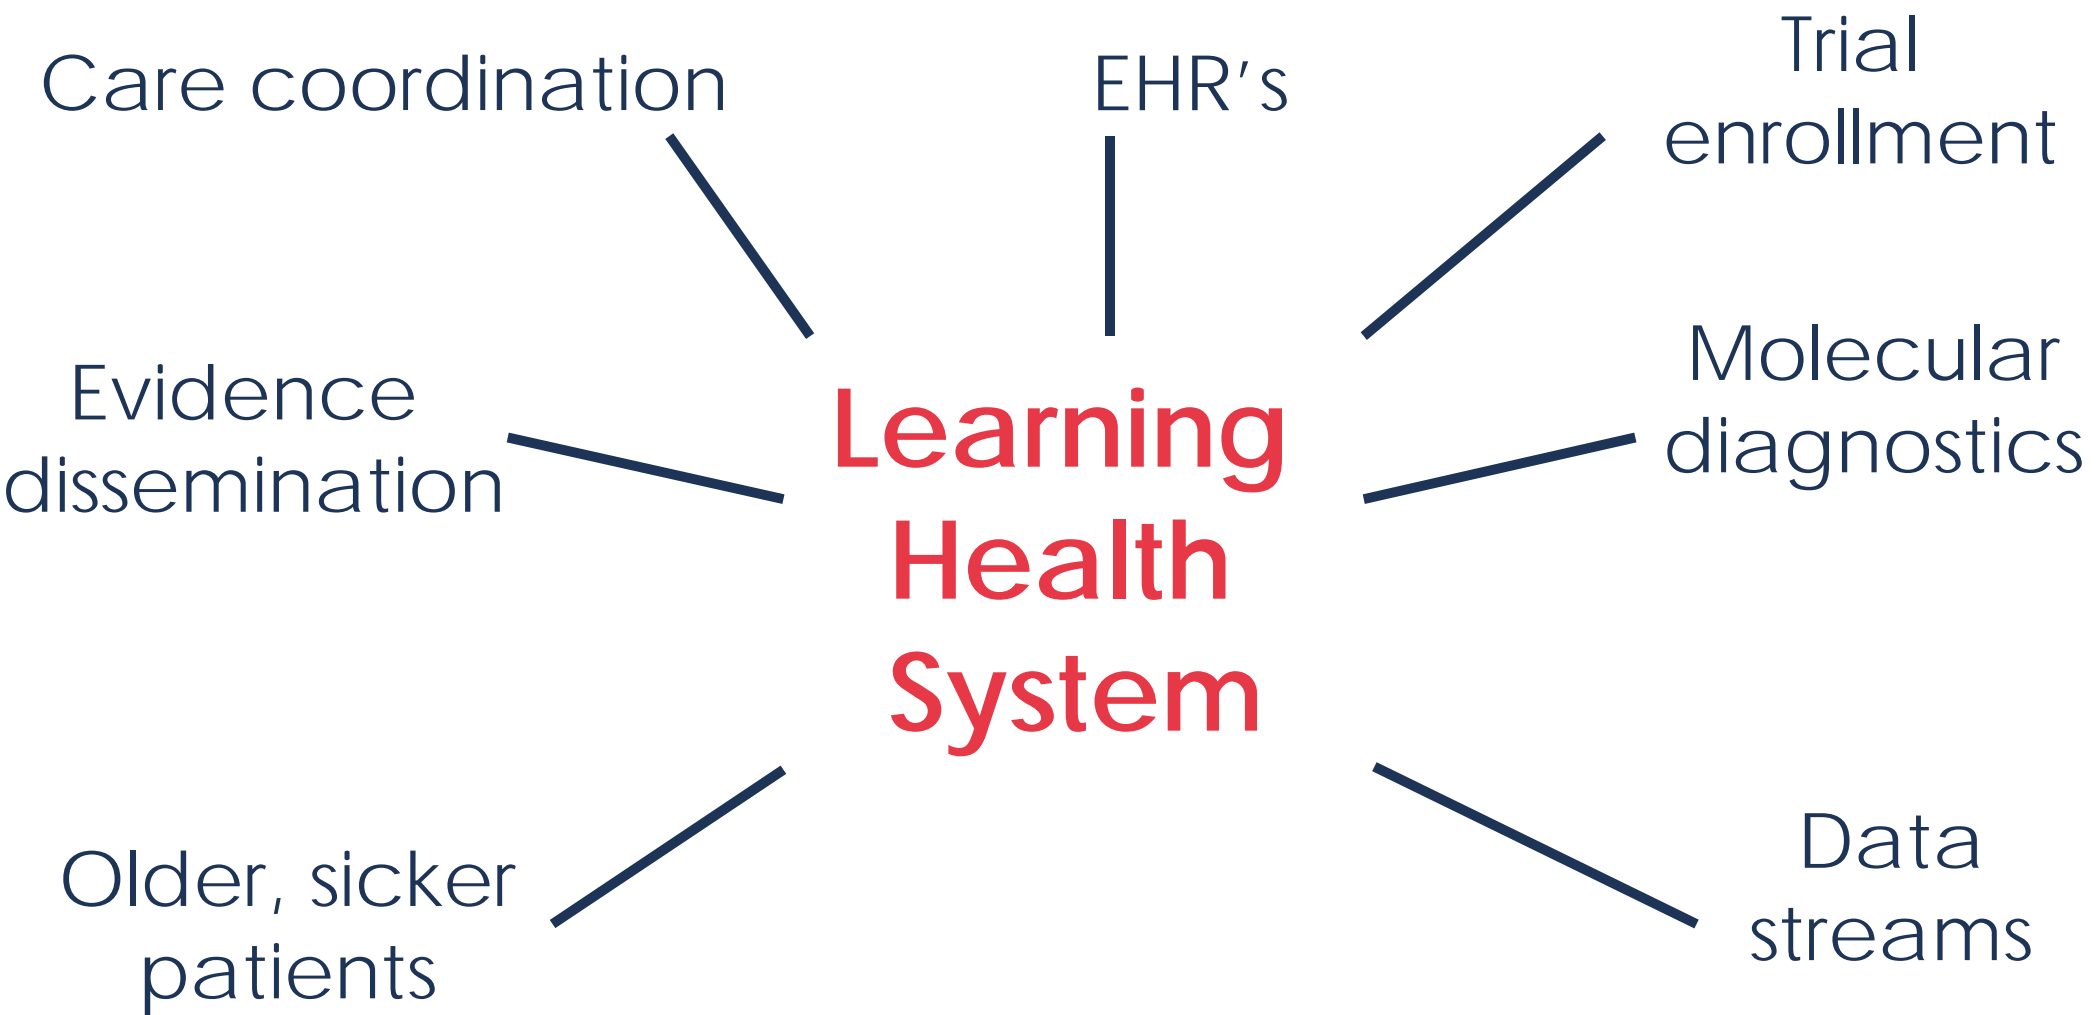 Care coordination
EHR's
Trial
enrollment
Evidence
dissemination
Learning
Health
System
Molecular
diagnostics
Older, sicker
patients
Data
streams